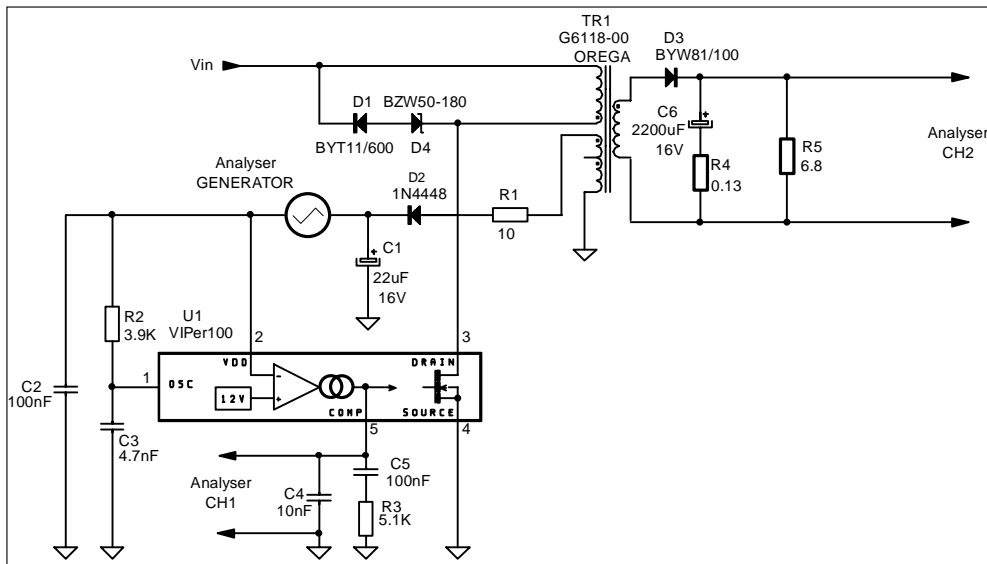 TR1
G6118-00
OREGA
D3
BYW81/100
Vin
D1
BZW50-180
BYT11/600
D4
C6
2200uF
16V
+
R4
0.13
R5
6.8
Analyser
CH2
Analyser
GENERATOR
D2
1N4448
R1
10
+
C1
22uF
16V
R2
3.9K
U1
VIPer100
2
3
VDD
DRAIN
1
OSC
-
+
12V
COMP
SOURCE
5
4
C2
100nF
C3
4.7nF
Analyser
CH1
C4
10nF
C5
100nF
R3
5.1K